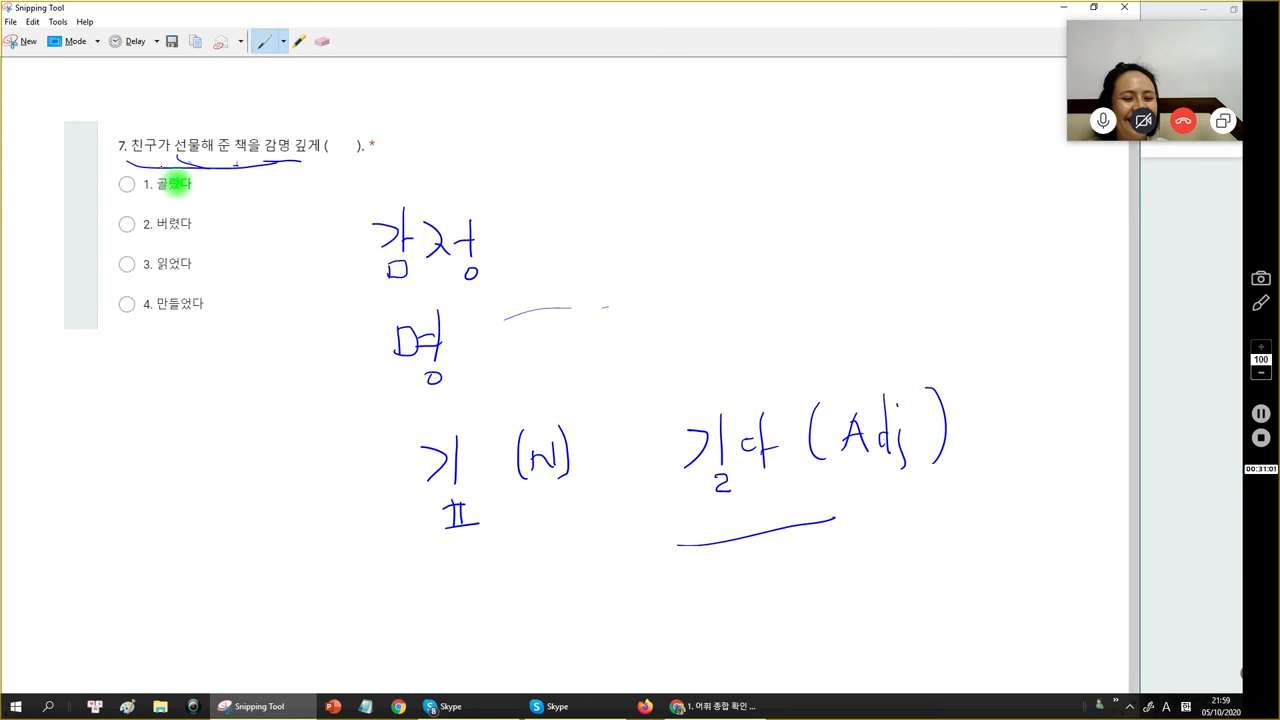 Snipping Tool
File Edit Tools Help
New Mode Delay
7. 친구가 선물해 준 책을 감명 깊게 ( ). *
1. 골랐다
2. 버렸다
3. 읽었다
4. 만들었다
감정
명
깊 (N) 길다 (Adj)
100
00:31:01
Snipping Tool Skype Skype 1. 어휘 종합 확인 ... A 한 21:59
05/10/2020